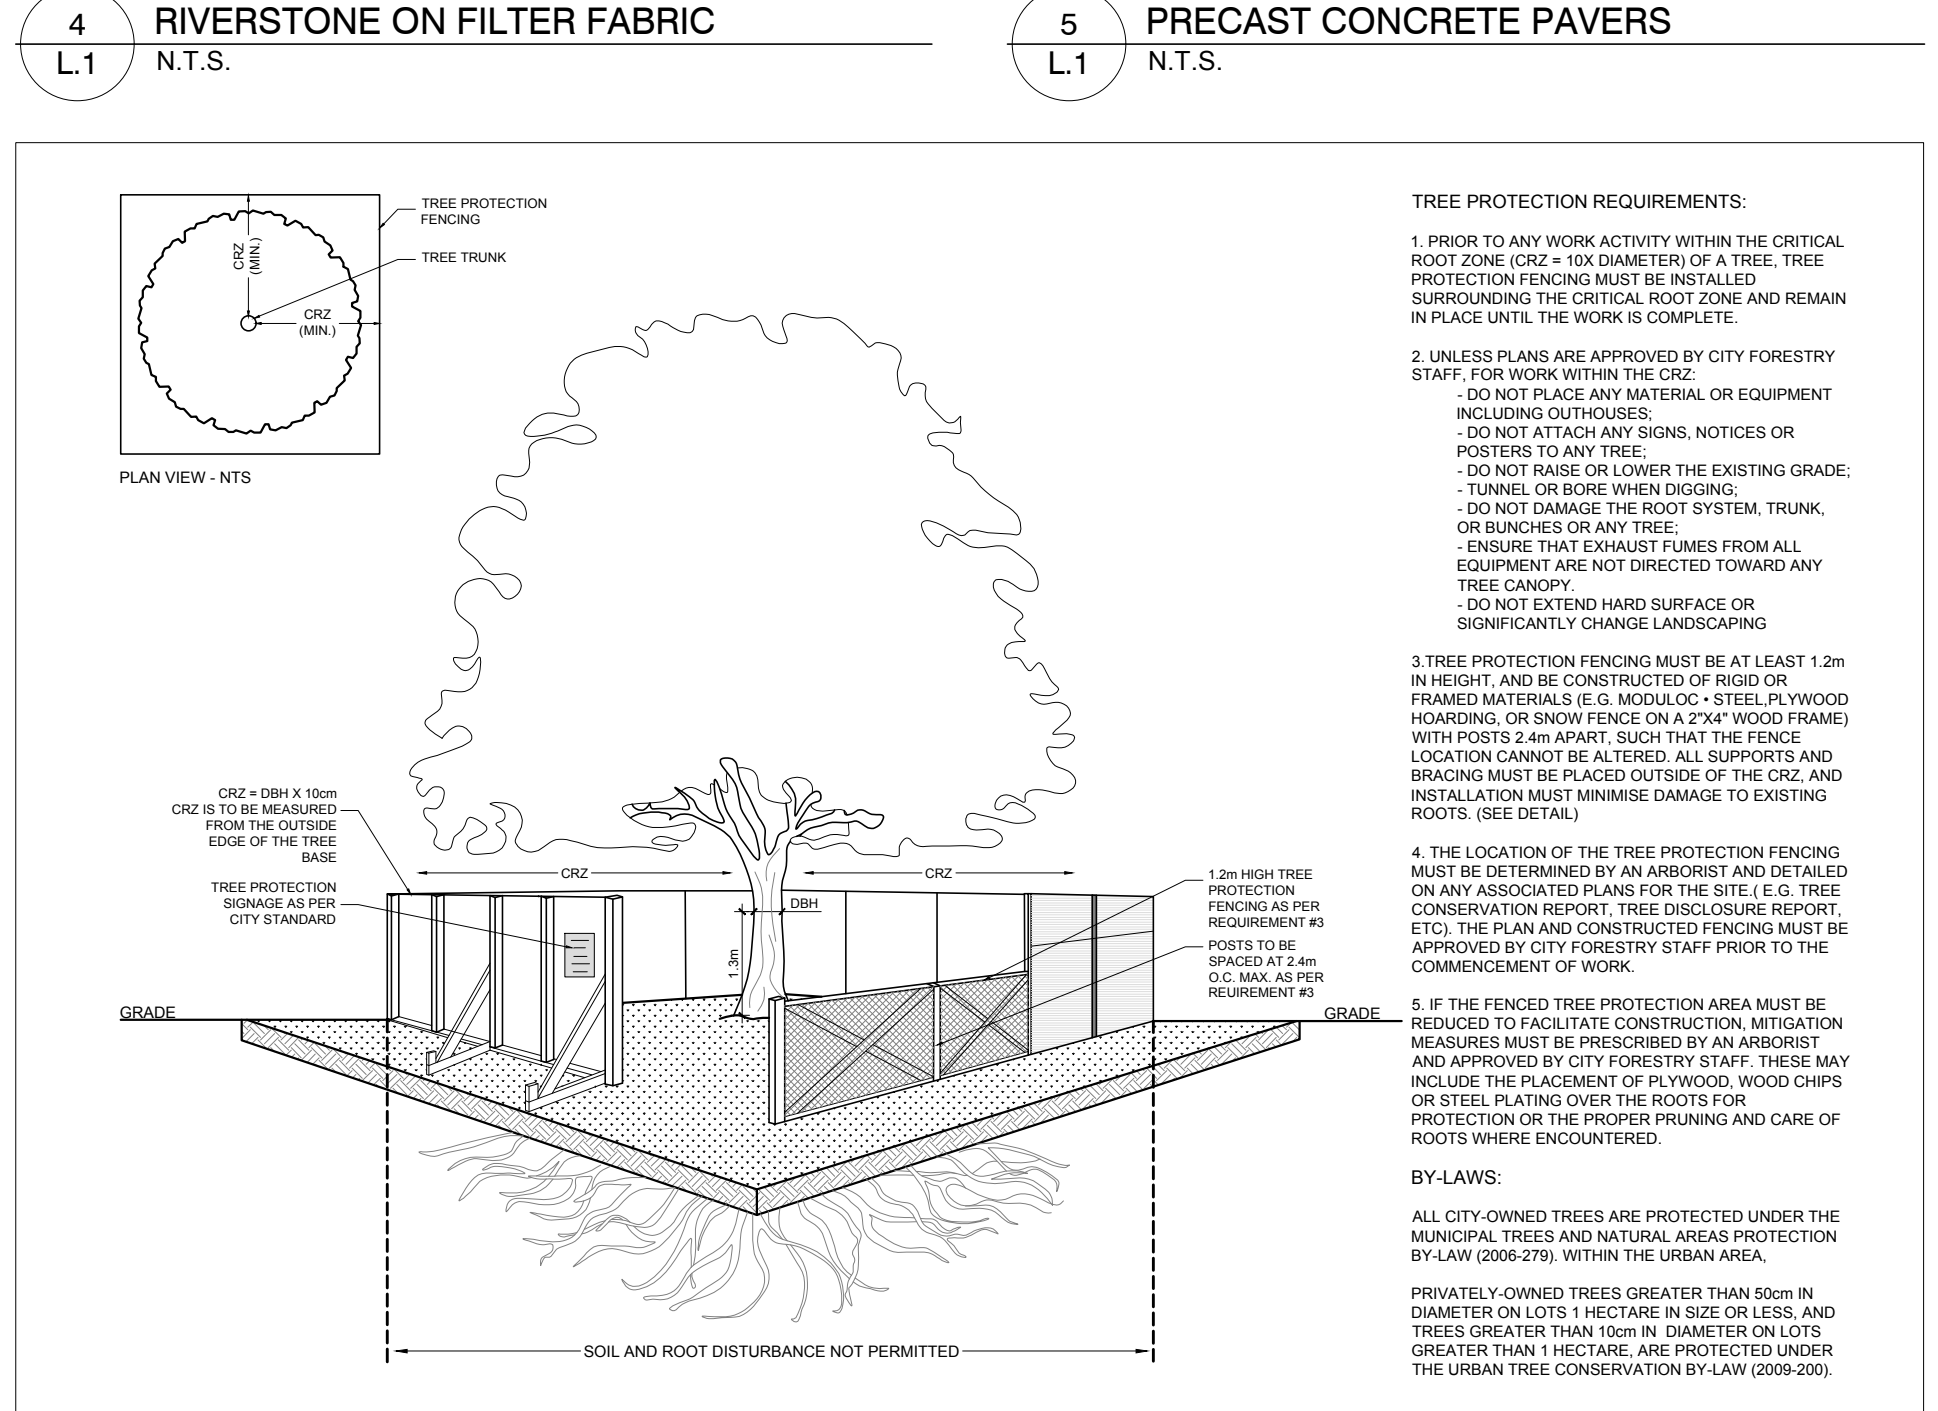 4
L.1
RIVERSTONE ON FILTER FABRIC
N.T.S.
5
L.1
PRECAST CONCRETE PAVERS
N.T.S.
TREE PROTECTION
FENCING
TREE TRUNK
CRZ
(MIN.)
CRZ
(MIN.)
PLAN VIEW - NTS
CRZ = DBH X 10cm
CRZ IS TO BE MEASURED
FROM THE OUTSIDE
EDGE OF THE TREE
BASE
TREE PROTECTION
SIGNAGE AS PER
CITY STANDARD
CRZ
CRZ
DBH
1.3m
1.2m HIGH TREE
PROTECTION
FENCING AS PER
REQUIREMENT #3
POSTS TO BE
SPACED AT 2.4m
O.C. MAX. AS PER
REUIREMENT #3
GRADE
GRADE
SOIL AND ROOT DISTURBANCE NOT PERMITTED
TREE PROTECTION REQUIREMENTS:
1. PRIOR TO ANY WORK ACTIVITY WITHIN THE CRITICAL
ROOT ZONE (CRZ = 10X DIAMETER) OF A TREE, TREE
PROTECTION FENCING MUST BE INSTALLED
SURROUNDING THE CRITICAL ROOT ZONE AND REMAIN
IN PLACE UNTIL THE WORK IS COMPLETE.
2. UNLESS PLANS ARE APPROVED BY CITY FORESTRY
STAFF, FOR WORK WITHIN THE CRZ:
- DO NOT PLACE ANY MATERIAL OR EQUIPMENT
INCLUDING OUTHOUSES;
- DO NOT ATTACH ANY SIGNS, NOTICES OR
POSTERS TO ANY TREE;
- DO NOT RAISE OR LOWER THE EXISTING GRADE;
- TUNNEL OR BORE WHEN DIGGING;
- DO NOT DAMAGE THE ROOT SYSTEM, TRUNK,
OR BUNCHES OR ANY TREE;
- ENSURE THAT EXHAUST FUMES FROM ALL
EQUIPMENT ARE NOT DIRECTED TOWARD ANY
TREE CANOPY.
- DO NOT EXTEND HARD SURFACE OR
SIGNIFICANTLY CHANGE LANDSCAPING
3.TREE PROTECTION FENCING MUST BE AT LEAST 1.2m
IN HEIGHT, AND BE CONSTRUCTED OF RIGID OR
FRAMED MATERIALS (E.G. MODULOC • STEEL,PLYWOOD
HOARDING, OR SNOW FENCE ON A 2"X4" WOOD FRAME)
WITH POSTS 2.4m APART, SUCH THAT THE FENCE
LOCATION CANNOT BE ALTERED. ALL SUPPORTS AND
BRACING MUST BE PLACED OUTSIDE OF THE CRZ, AND
INSTALLATION MUST MINIMISE DAMAGE TO EXISTING
ROOTS. (SEE DETAIL)
4. THE LOCATION OF THE TREE PROTECTION FENCING
MUST BE DETERMINED BY AN ARBORIST AND DETAILED
ON ANY ASSOCIATED PLANS FOR THE SITE.( E.G. TREE
CONSERVATION REPORT, TREE DISCLOSURE REPORT,
ETC). THE PLAN AND CONSTRUCTED FENCING MUST BE
APPROVED BY CITY FORESTRY STAFF PRIOR TO THE
COMMENCEMENT OF WORK.
5. IF THE FENCED TREE PROTECTION AREA MUST BE
REDUCED TO FACILITATE CONSTRUCTION, MITIGATION
MEASURES MUST BE PRESCRIBED BY AN ARBORIST
AND APPROVED BY CITY FORESTRY STAFF. THESE MAY
INCLUDE THE PLACEMENT OF PLYWOOD, WOOD CHIPS
OR STEEL PLATING OVER THE ROOTS FOR
PROTECTION OR THE PROPER PRUNING AND CARE OF
ROOTS WHERE ENCOUNTERED.
BY-LAWS:
ALL CITY-OWNED TREES ARE PROTECTED UNDER THE
MUNICIPAL TREES AND NATURAL AREAS PROTECTION
BY-LAW (2006-279). WITHIN THE URBAN AREA,
PRIVATELY-OWNED TREES GREATER THAN 50cm IN
DIAMETER ON LOTS 1 HECTARE IN SIZE OR LESS, AND
TREES GREATER THAN 10cm IN  DIAMETER ON LOTS
GREATER THAN 1 HECTARE, ARE PROTECTED UNDER
THE URBAN TREE CONSERVATION BY-LAW (2009-200).